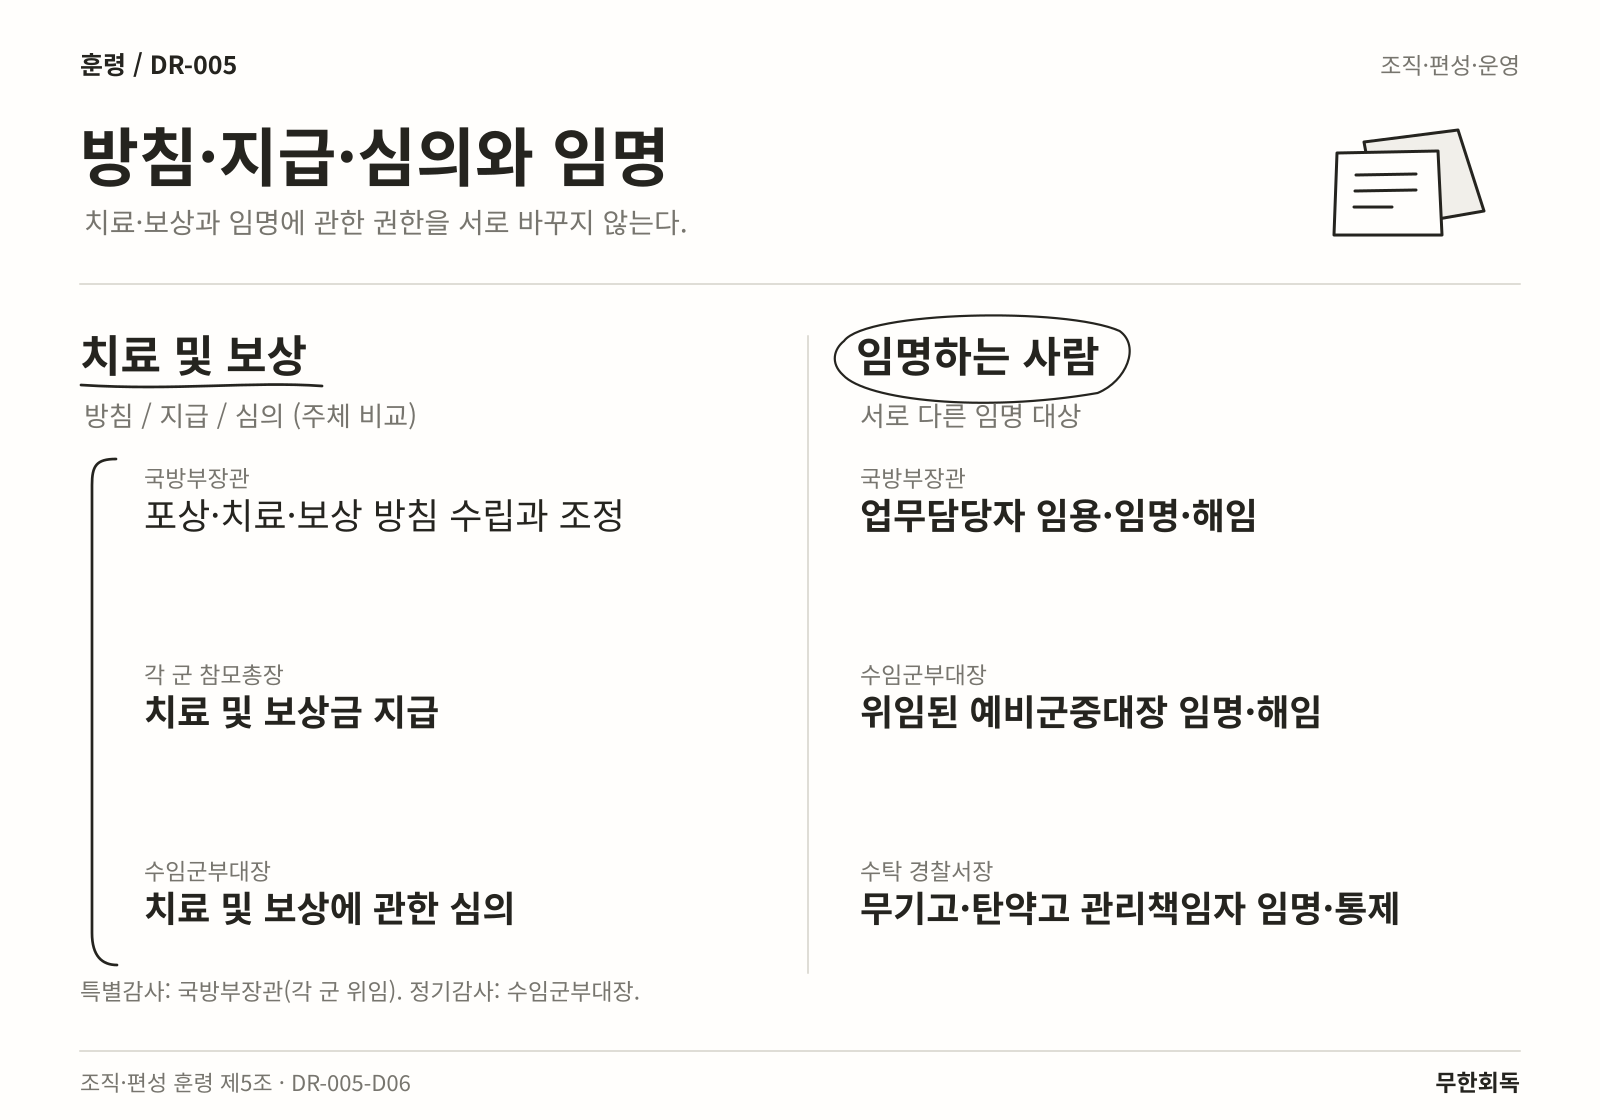 훈령 / DR-005
조직·편성·운영
방침·지급·심의와 임명
치료·보상과 임명에 관한 권한을 서로 바꾸지 않는다.
치료 및 보상
방침 / 지급 / 심의 (주체 비교)
국방부장관
포상·치료·보상 방침 수립과 조정
각 군 참모총장
치료 및 보상금 지급
수임군부대장
치료 및 보상에 관한 심의
특별감사: 국방부장관(각 군 위임). 정기감사: 수임군부대장.
임명하는 사람
서로 다른 임명 대상
국방부장관
업무담당자 임용·임명·해임
수임군부대장
위임된 예비군중대장 임명·해임
수탁 경찰서장
무기고·탄약고 관리책임자 임명·통제
조직·편성 훈령 제5조 · DR-005-D06
무한회독